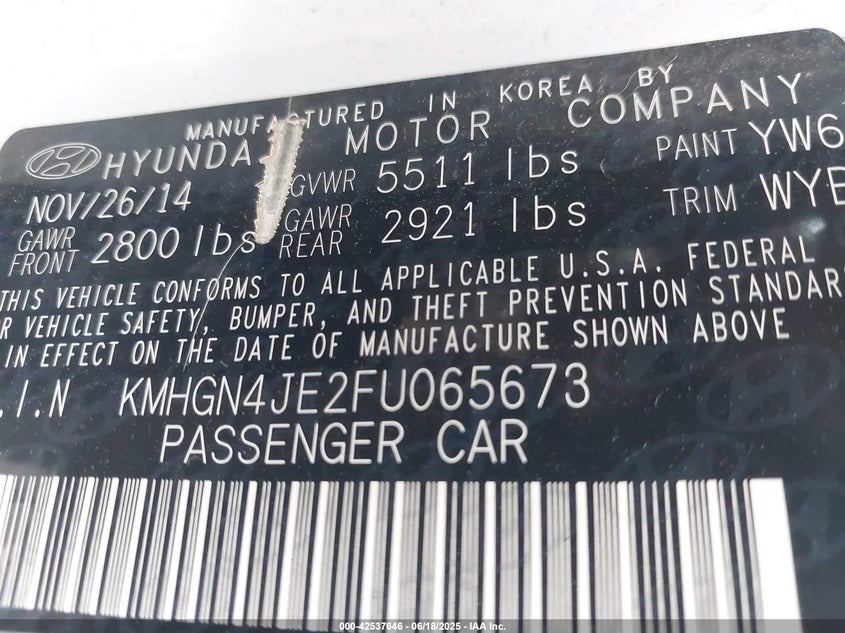 MANUFACTURED IN KOREA BY
HYUNDAI MOTOR COMPANY
NOV/26/14 GVWR 5511 lbs PAINT YW6
GAWR FRONT 2800 lbs GAWR REAR 2921 lbs TRIM WYB
THIS VEHICLE CONFORMS TO ALL APPLICABLE U.S.A. FEDERAL
R VEHICLE SAFETY, BUMPER, AND THEFT PREVENTION STANDAR
IN EFFECT ON THE DATE OF MANUFACTURE SHOWN ABOVE
.I.N KMHGN4JE2FU065673
PASSENGER CAR
000-42537646 - 06/18/2025 - IAA Inc.